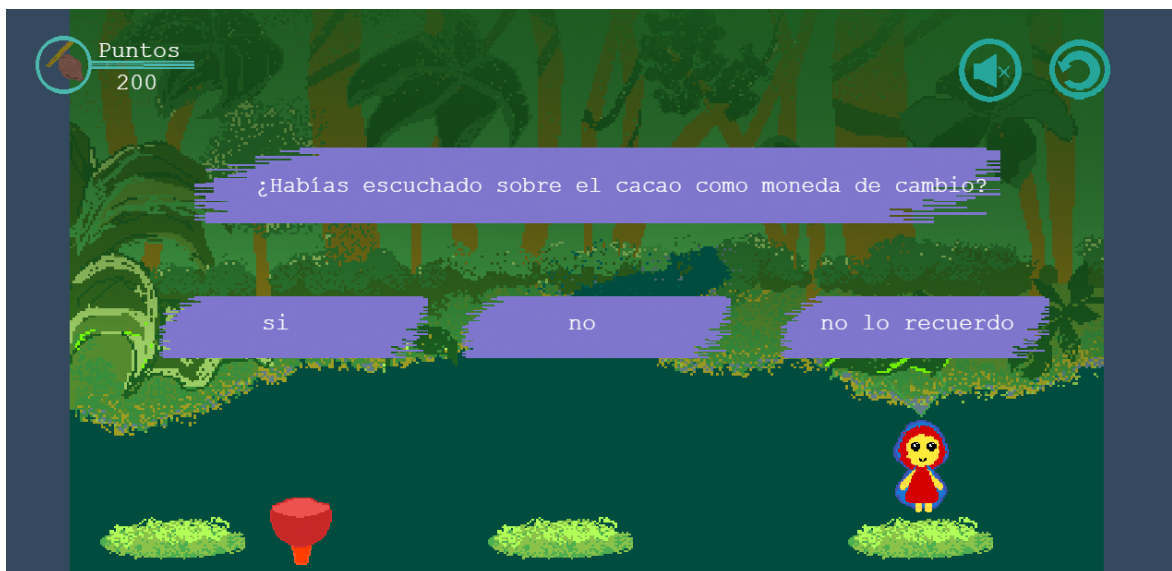 Puntos
200
¿Habías escuchado sobre el cacao como moneda de cambio?
si
no
no lo recuerdo